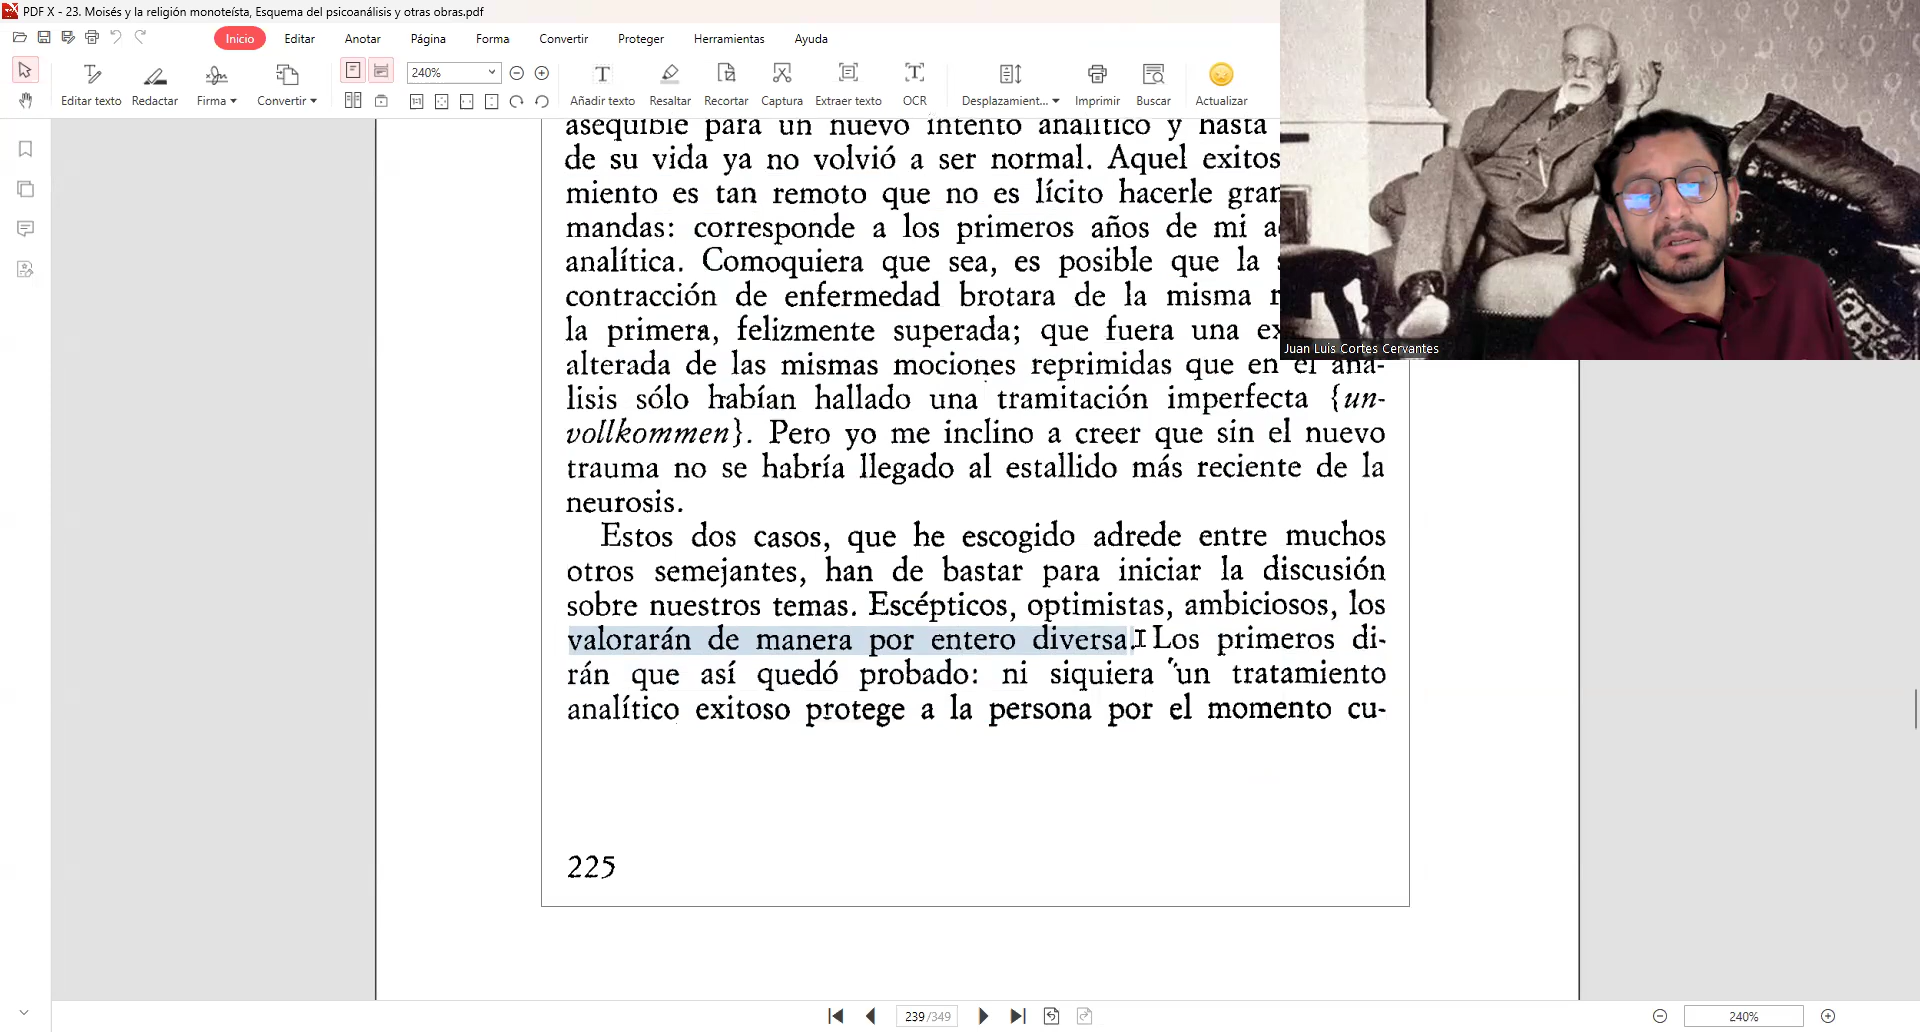 PDF X - 23. Moisés y la religión monoteísta, Esquema del psicoanálisis y otras obras.pdf
Inicio Editar Anotar Página Forma Convertir Proteger Herramientas Ayuda
240%
Editar texto Redactar Firma Convertir Añadir texto Resaltar Recortar Captura Extraer texto OCR Desplazamient... Imprimir Buscar Actualizar
Juan Luis Cortes Cervantes
asequible para un nuevo intento analítico y hasta
de su vida ya no volvió a ser normal. Aquel exitos
miento es tan remoto que no es lícito hacerle gran
mandas: corresponde a los primeros años de mi a
analítica. Comoquiera que sea, es posible que la
contracción de enfermedad brotara de la misma r
la primera, felizmente superada; que fuera una ex
alterada de las mismas mociones reprimidas que en el aná-
lisis sólo habían hallado una tramitación imperfecta {un-
vollkommen}. Pero yo me inclino a creer que sin el nuevo
trauma no se habría llegado al estallido más reciente de la
neurosis.
Estos dos casos, que he escogido adrede entre muchos
otros semejantes, han de bastar para iniciar la discusión
sobre nuestros temas. Escépticos, optimistas, ambiciosos, los
valorarán de manera por entero diversa. Los primeros di-
rán que así quedó probado: ni siquiera un tratamiento
analítico exitoso protege a la persona por el momento cu-
225
239/349
240%